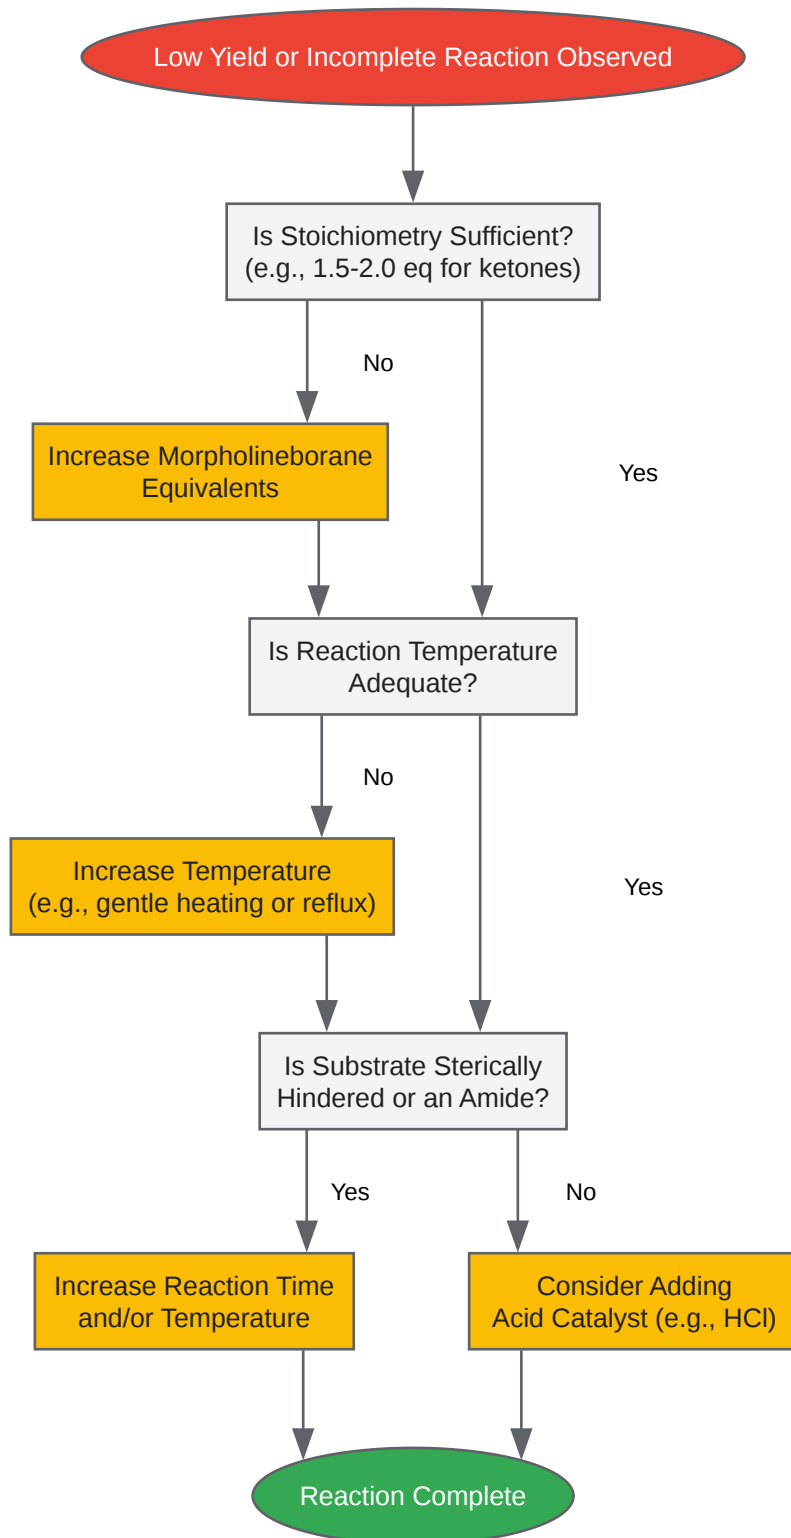 Low Yield or Incomplete Reaction Observed
Is Stoichiometry Sufficient?
(e.g., 1.5-2.0 eq for ketones)
No
Increase Morpholineborane
Equivalents
Yes
Is Reaction Temperature
Adequate?
No
Increase Temperature
(e.g., gentle heating or reflux)
Yes
Is Substrate Sterically
Hindered or an Amide?
Yes
No
Increase Reaction Time
and/or Temperature
Consider Adding
Acid Catalyst (e.g., HCl)
Reaction Complete